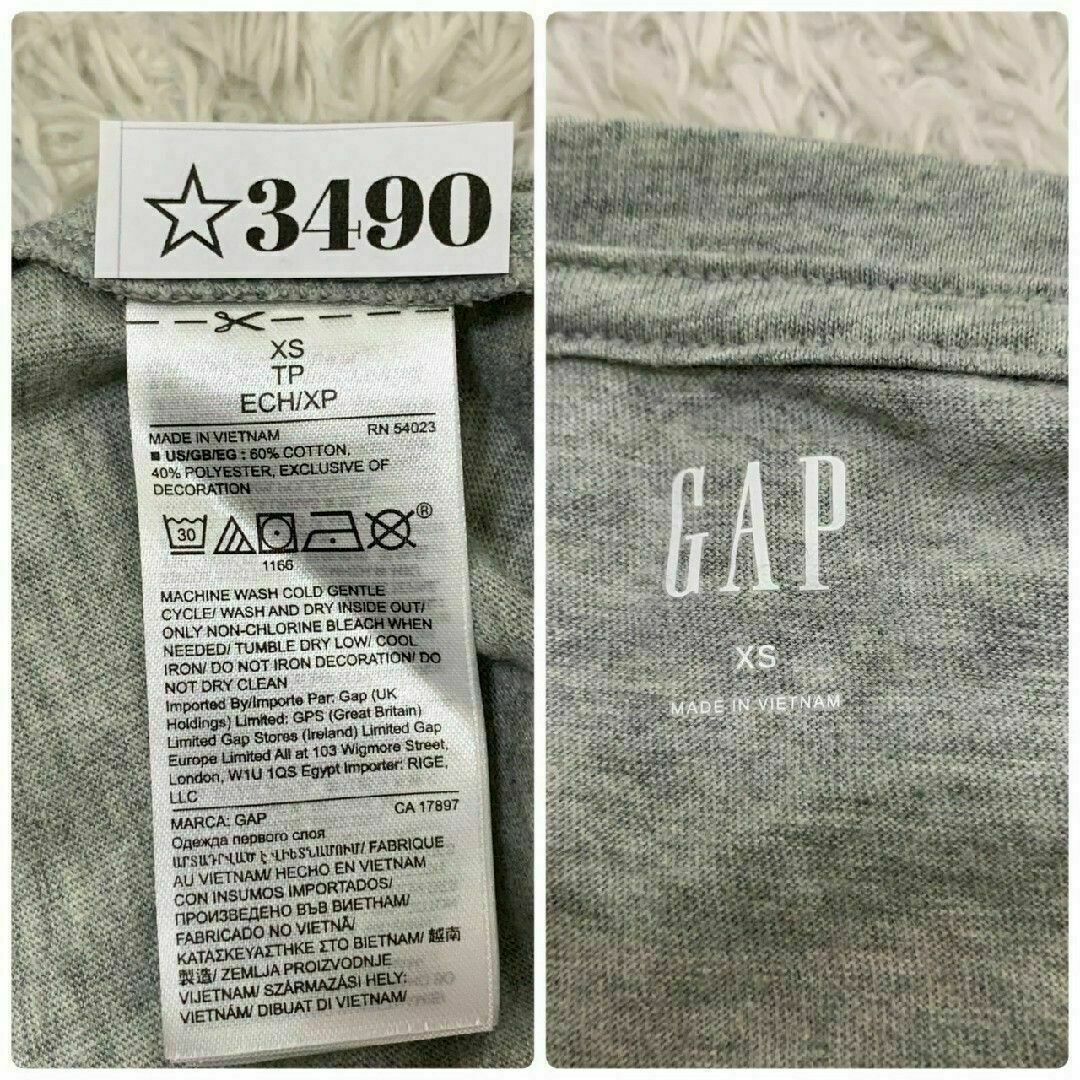 ☆3490
XS
TP
ECH/XP
MADE IN VIETNAM RN 54023
■ US/GB/EG : 60% COTTON,
40% POLYESTER, EXCLUSIVE OF
DECORATION
30
®
1166
MACHINE WASH COLD GENTLE
CYCLE/ WASH AND DRY INSIDE OUT/
ONLY NON-CHLORINE BLEACH WHEN
NEEDED/ TUMBLE DRY LOW/ COOL
IRON/ DO NOT IRON DECORATION/ DO
NOT DRY CLEAN
Imported By/Importe Par: Gap (UK
Holdings) Limited: GPS (Great Britain)
Limited Gap Stores (Ireland) Limited Gap
Europe Limited All at 103 Wigmore Street,
London, W1U 1QS Egypt Importer: RIGE,
LLC
MARCA: GAP CA 17897
Одежда первого слоя
FABRIQUE
AU VIETNAM/ HECHO EN VIETNAM
CON INSUMOS IMPORTADOS/
ПРОИЗВЕДЕНО ВЪВ ВИЕТНАМ/
FABRICADO NO VIETNÃ/
ΚΑΤΑΣΚΕΥΑΣΤΗΚΕ ΣΤΟ ΒΙΕΤΝΑΜ/ 越南
製造/ ZEMLJA PROIZVODNJE
VIJETNAM/ SZÁRMAZÁSI HELY:
VIETNÁM/ DIBUAT DI VIETNAM/
GAP
XS
MADE IN VIETNAM